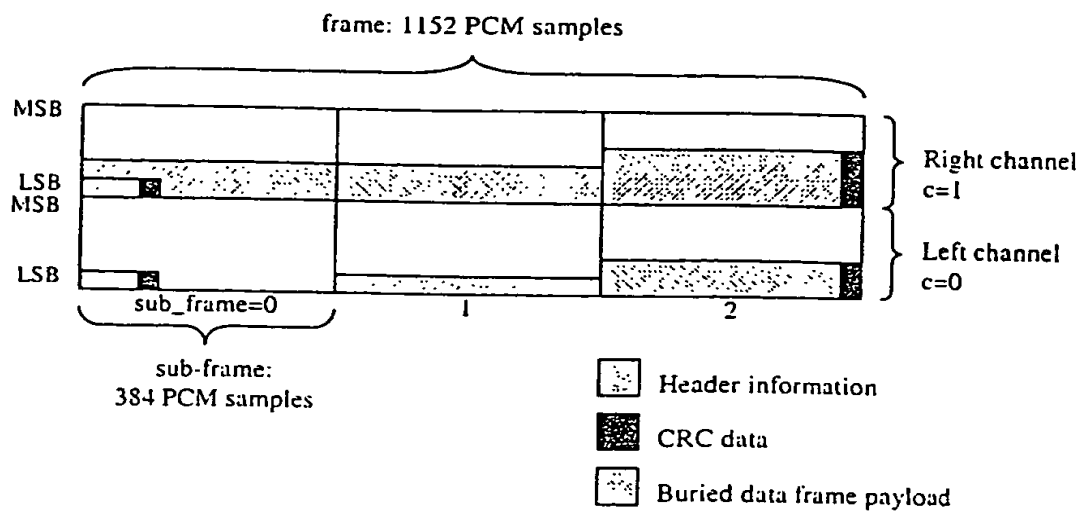 frame: 1152 PCM samples
MSB
LSB
MSB
LSB
Right channel
c=1
Left channel
c=0
sub_frame=0
1
2
sub-frame:
384 PCM samples
Header information
CRC data
Buried data frame payload